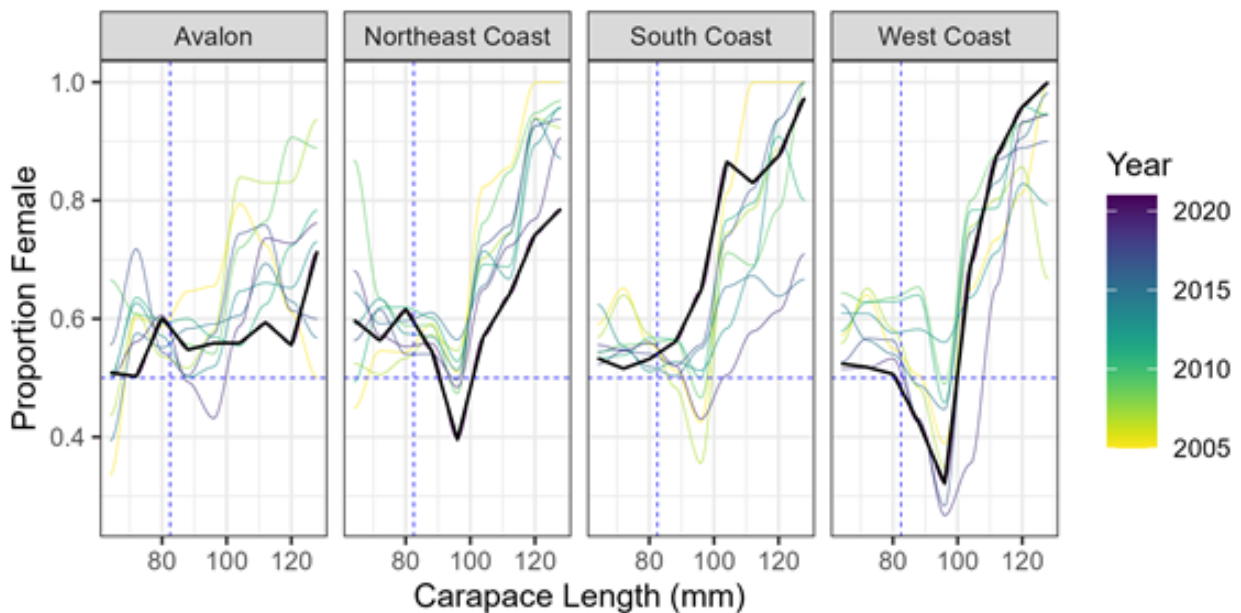 Avalon
Northeast Coast
South Coast
West Coast
1.0
0.8
0.6
0.4
Proportion Female
80 100 120
80 100 120
80 100 120
80 100 120
Carapace Length (mm)
Year
2020
2015
2010
2005